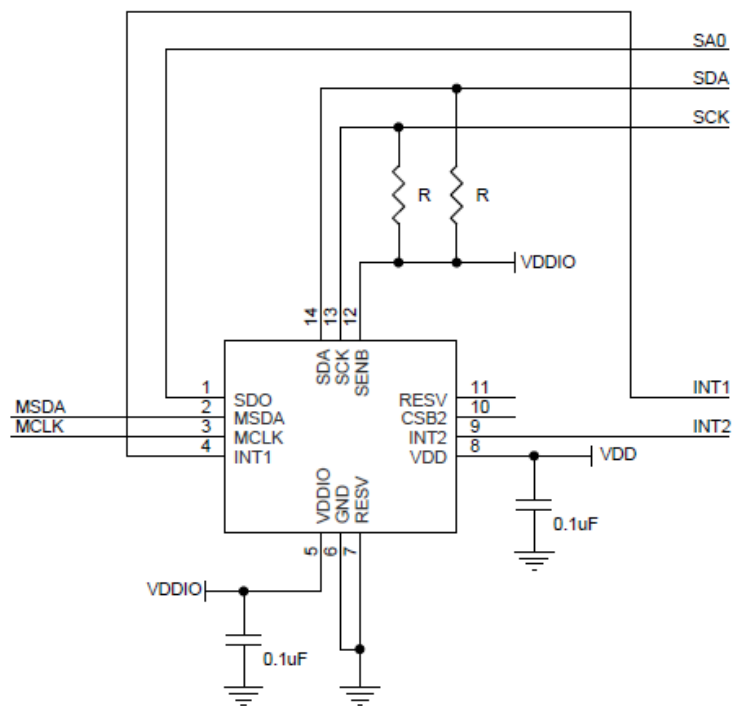 SA0
SDA
SCK
R
R
VDDIO
14
13
12
SDA
SCK
SENB
1
SDO
RESV
11
INT1
MSDA
2
MSDA
CSB2
10
MCLK
3
MCLK
INT2
9
INT2
4
INT1
VDD
8
VDD
VDDIO
GND
RESV
0.1uF
5
6
7
VDDIO
0.1uF